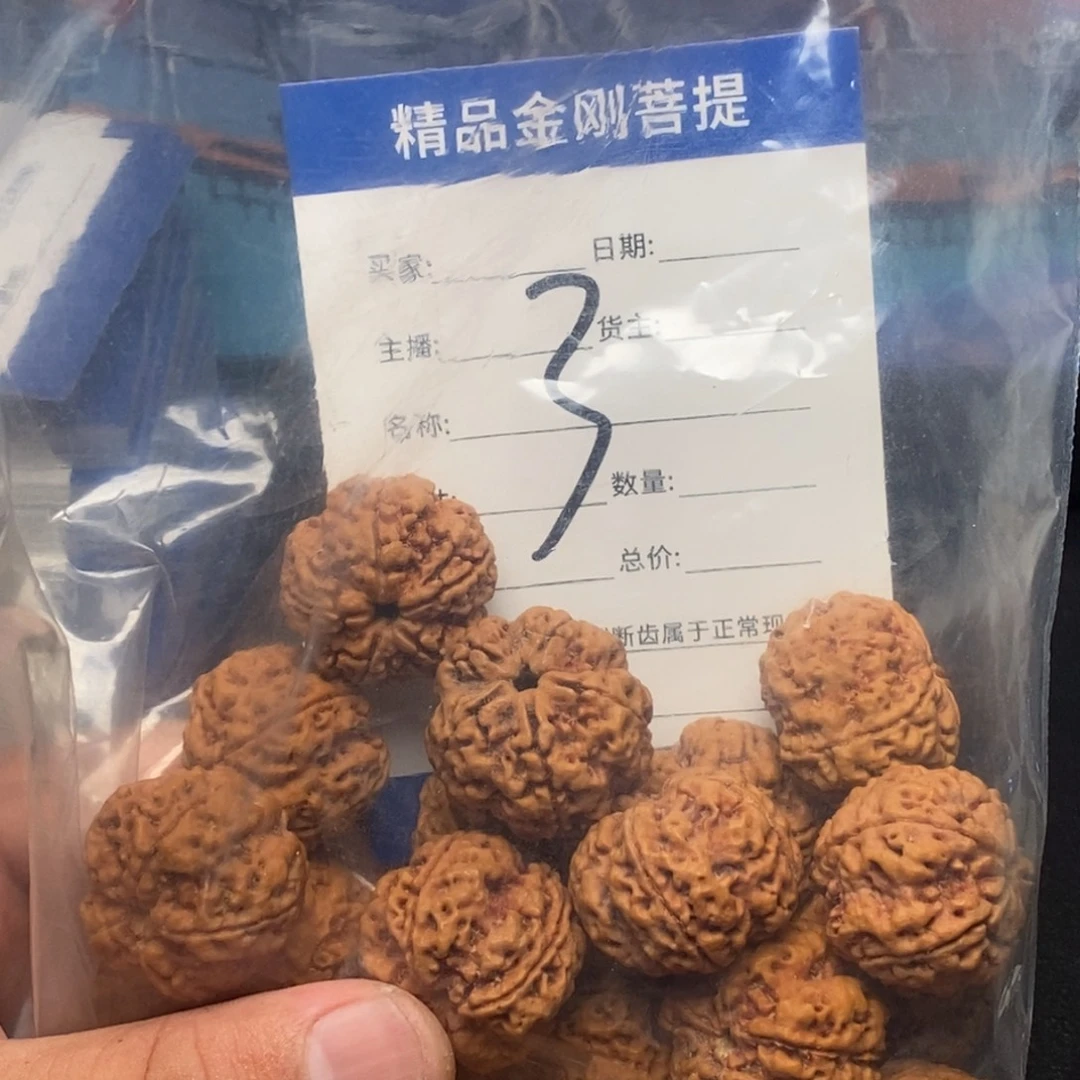 精品金刚菩提
买家: 日期:
主播: 货主:
名称:
数量:
总价:
断齿属于正常现
3